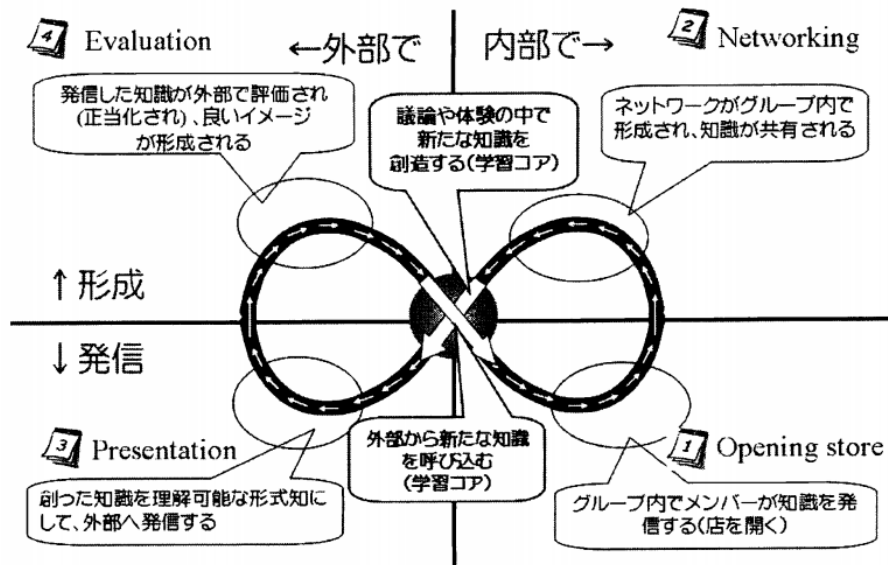 4 Evaluation
←外部で
内部で→
2 Networking
発信した知識が外部で評価され
(正当化され)、良いイメージ
が形成される
議論や体験の中で
新たな知識を
創造する(学習コア)
ネットワークがグループ内で
形成され、知識が共有される
↑形成
↓発信
3 Presentation
外部から新たな知識
を呼び込む
(学習コア)
1 Opening store
創った知識を理解可能な形式知に
して、外部へ発信する
グループ内でメンバーが知識を発
信する(店を開く)